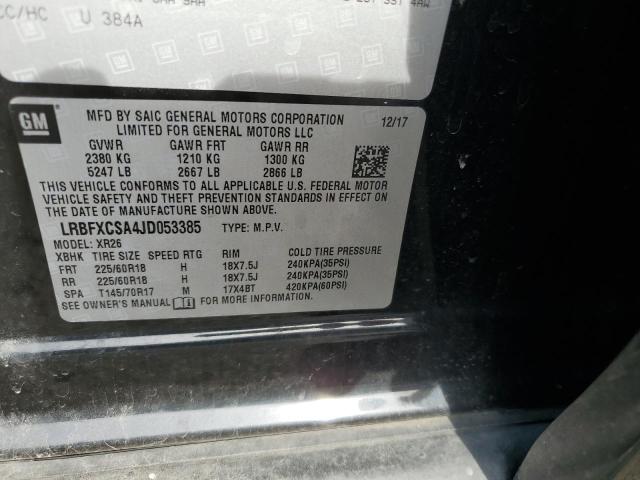 CC/HC U 384A
GM
MFD BY SAIC GENERAL MOTORS CORPORATION
LIMITED FOR GENERAL MOTORS LLC
12/17
GVWR GAWR FRT GAWR RR
2380 KG 1210 KG 1300 KG
5247 LB 2667 LB 2866 LB
THIS VEHICLE CONFORMS TO ALL APPLICABLE U.S. FEDERAL MOTOR
VEHICLE SAFETY AND THEFT PREVENTION STANDARDS IN EFFECT ON THE
DATE OF MANUFACTURE SHOWN ABOVE.
LRBFXCSA4JD053385 TYPE: M.P.V.
MODEL: XR26
XBHK TIRE SIZE SPEED RTG RIM COLD TIRE PRESSURE
FRT 225/60R18 H 18X7.5J 240KPA(35PSI)
RR 225/60R18 H 18X7.5J 240KPA(35PSI)
SPA T145/70R17 M 17X4BT 420KPA(60PSI)
SEE OWNER'S MANUAL FOR MORE INFORMATION.